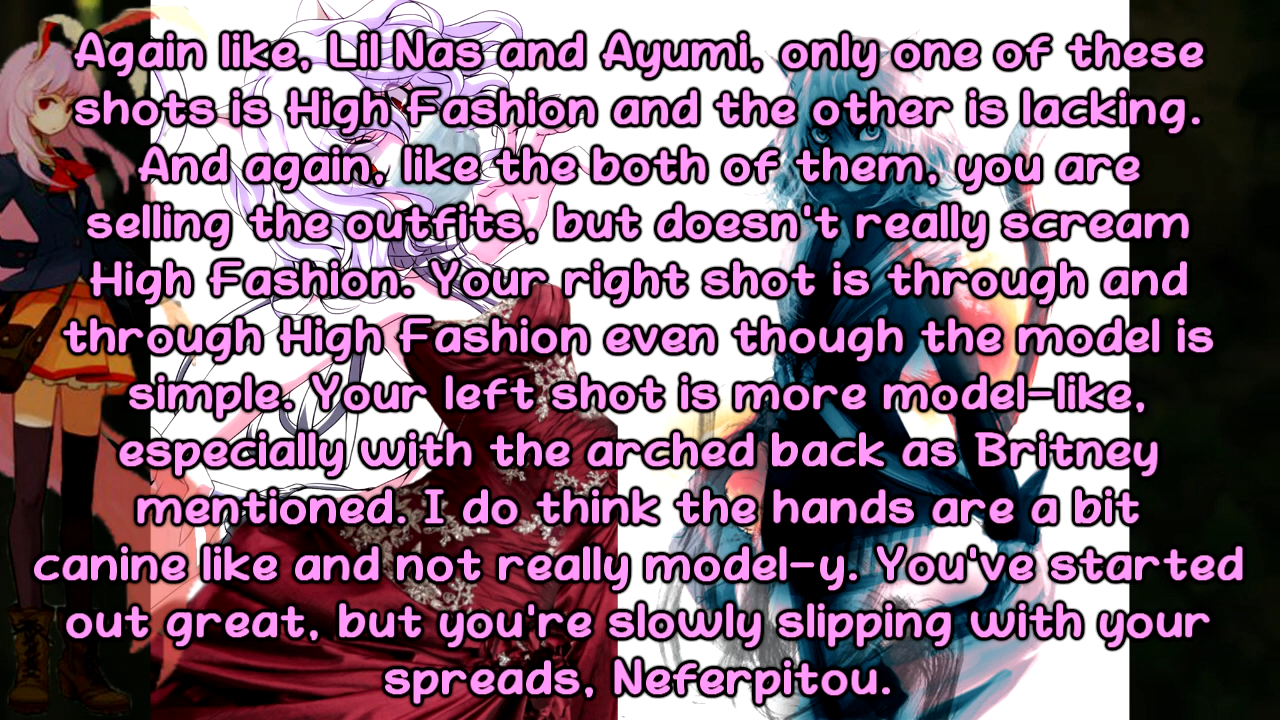 Again like, Lil Nas and Ayumi, only one of these
shots is High Fashion and the other is lacking.
And again, like the both of them, you are
selling the outfits, but doesn't really scream
High Fashion. Your right shot is through and
through High Fashion even though the model is
simple. Your left shot is more model-like,
especially with the arched back as Britney
mentioned. I do think the hands are a bit
canine like and not really model-y. You've started
out great, but you're slowly slipping with your
spreads, Neferpitou.